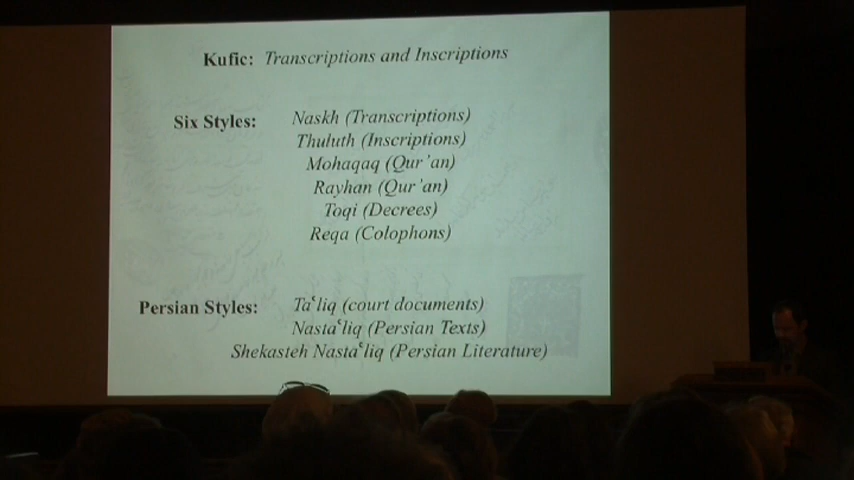 Kufic: Transcriptions and Inscriptions
Six Styles: Naskh (Transcriptions)
Thuluth (Inscriptions)
Mohaqaq (Qur'an)
Rayhan (Qur'an)
Toqi (Decrees)
Reqa (Colophons)
Persian Styles: Taʿliq (court documents)
Nastaʿliq (Persian Texts)
Shekasteh Nastaʿliq (Persian Literature)